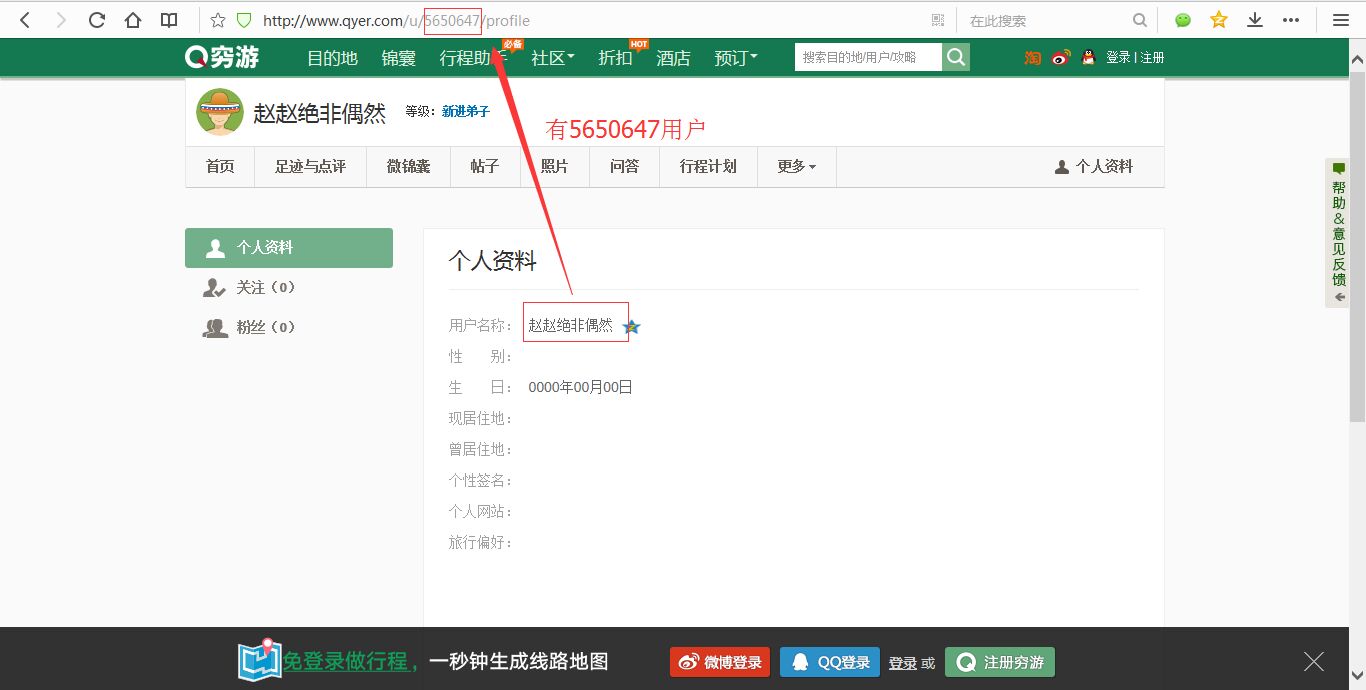 http://www.qyer.com/u/5650647/profile
在此搜索
穷游
目的地 锦囊 行程助手 必备 社区 折扣 HOT 酒店 预订
搜索目的地/用户/攻略
淘 登录 | 注册
赵赵绝非偶然 等级：新进弟子
有5650647用户
首页 足迹与点评 微锦囊 帖子 照片 问答 行程计划 更多 个人资料
帮助&意见反馈
个人资料
关注（0）
粉丝（0）
个人资料
用户名称： 赵赵绝非偶然
性 别：
生 日： 0000年00月00日
现居住地：
曾居住地：
个性签名：
个人网站：
旅行偏好：
免登录做行程，一秒钟生成线路地图
微博登录 QQ登录 登录 或 注册穷游